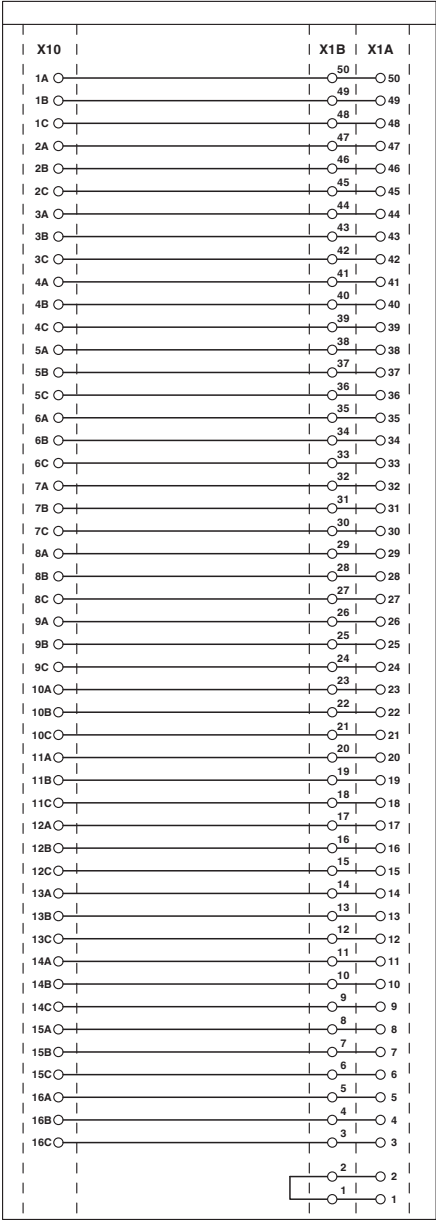 X10 X1B X1A
1A 50 50
1B 49 49
1C 48 48
2A 47 47
2B 46 46
2C 45 45
3A 44 44
3B 43 43
3C 42 42
4A 41 41
4B 40 40
4C 39 39
5A 38 38
5B 37 37
5C 36 36
6A 35 35
6B 34 34
6C 33 33
7A 32 32
7B 31 31
7C 30 30
8A 29 29
8B 28 28
8C 27 27
9A 26 26
9B 25 25
9C 24 24
10A 23 23
10B 22 22
10C 21 21
11A 20 20
11B 19 19
11C 18 18
12A 17 17
12B 16 16
12C 15 15
13A 14 14
13B 13 13
13C 12 12
14A 11 11
14B 10 10
14C 9 9
15A 8 8
15B 7 7
15C 6 6
16A 5 5
16B 4 4
16C 3 3
2 2
1 1